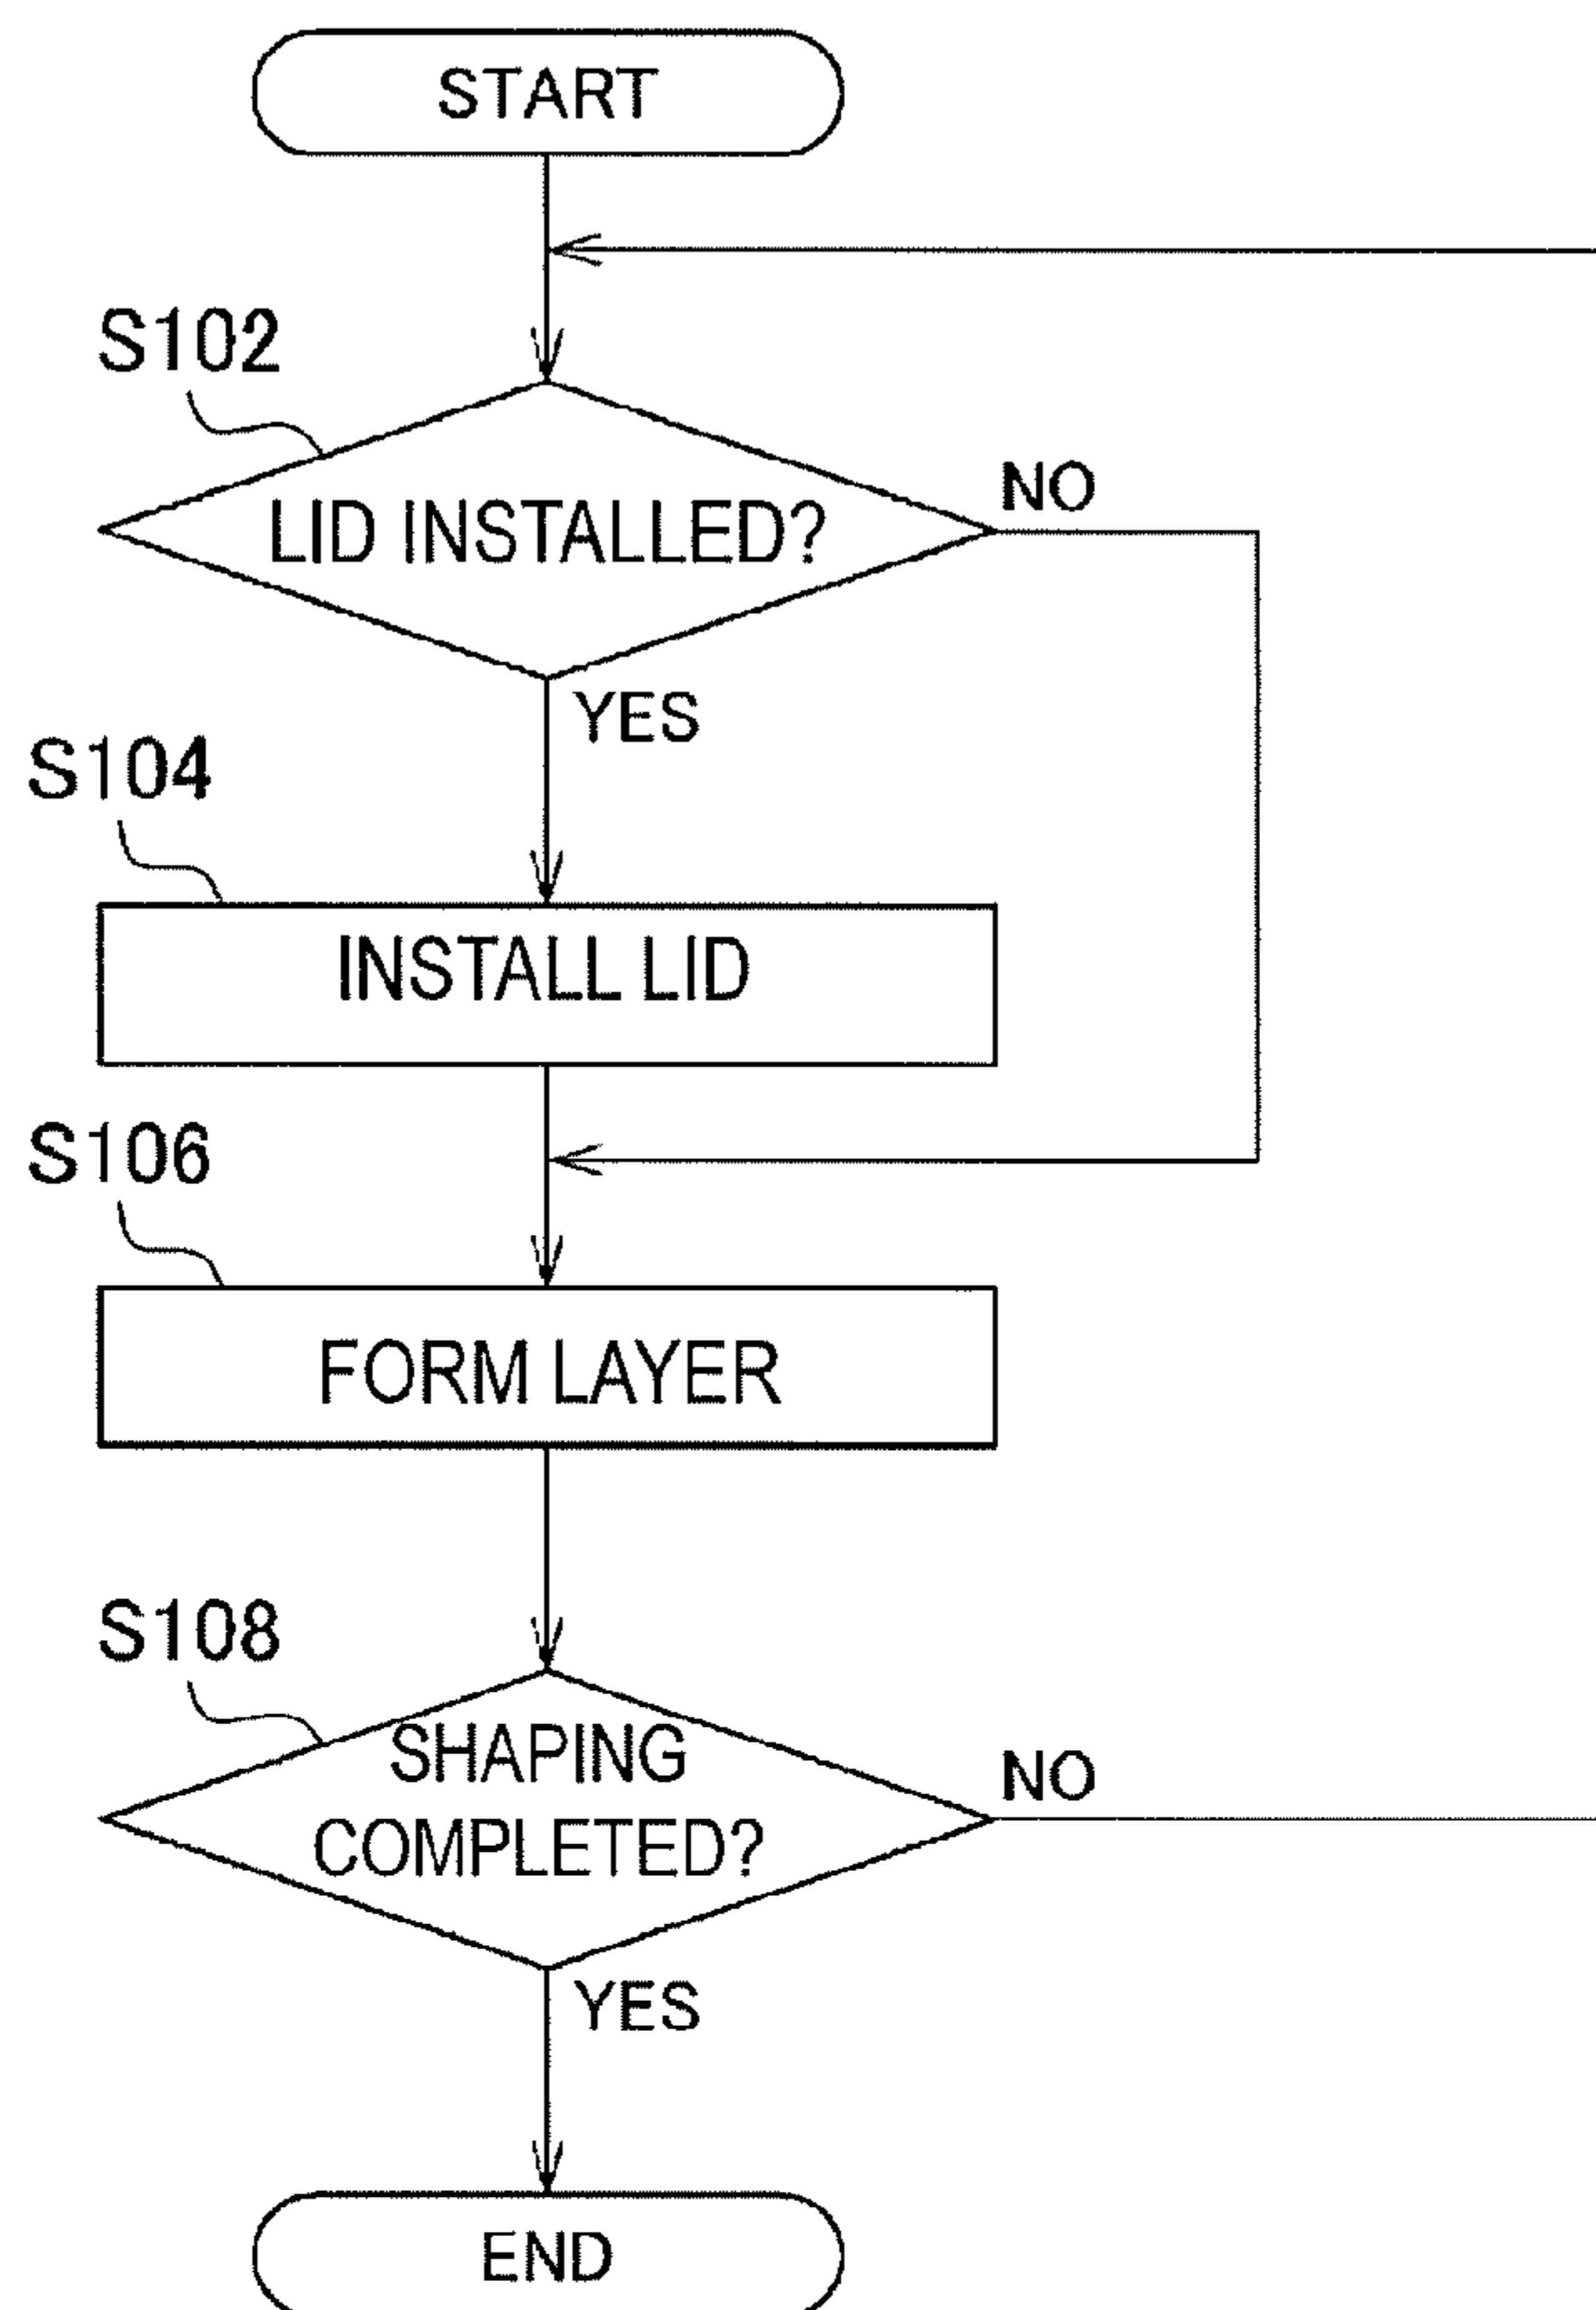 START
S102
LID INSTALLED?
NO
YES
S104
INSTALL LID
S106
FORM LAYER
S108
SHAPING
COMPLETED?
NO
YES
END